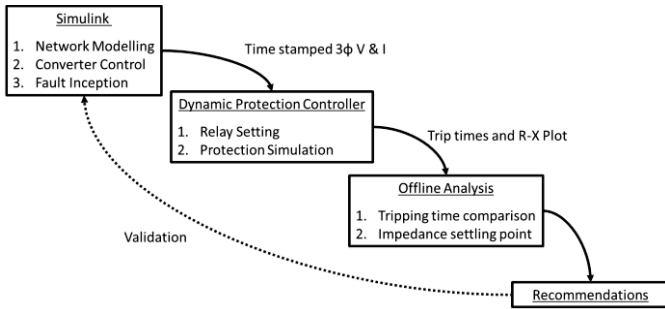 Simulink
1. Network Modelling
2. Converter Control
3. Fault Inception
Time stamped 3ϕ V & I
Dynamic Protection Controller
1. Relay Setting
2. Protection Simulation
Trip times and R-X Plot
Offline Analysis
1. Tripping time comparison
2. Impedance settling point
Validation
Recommendations